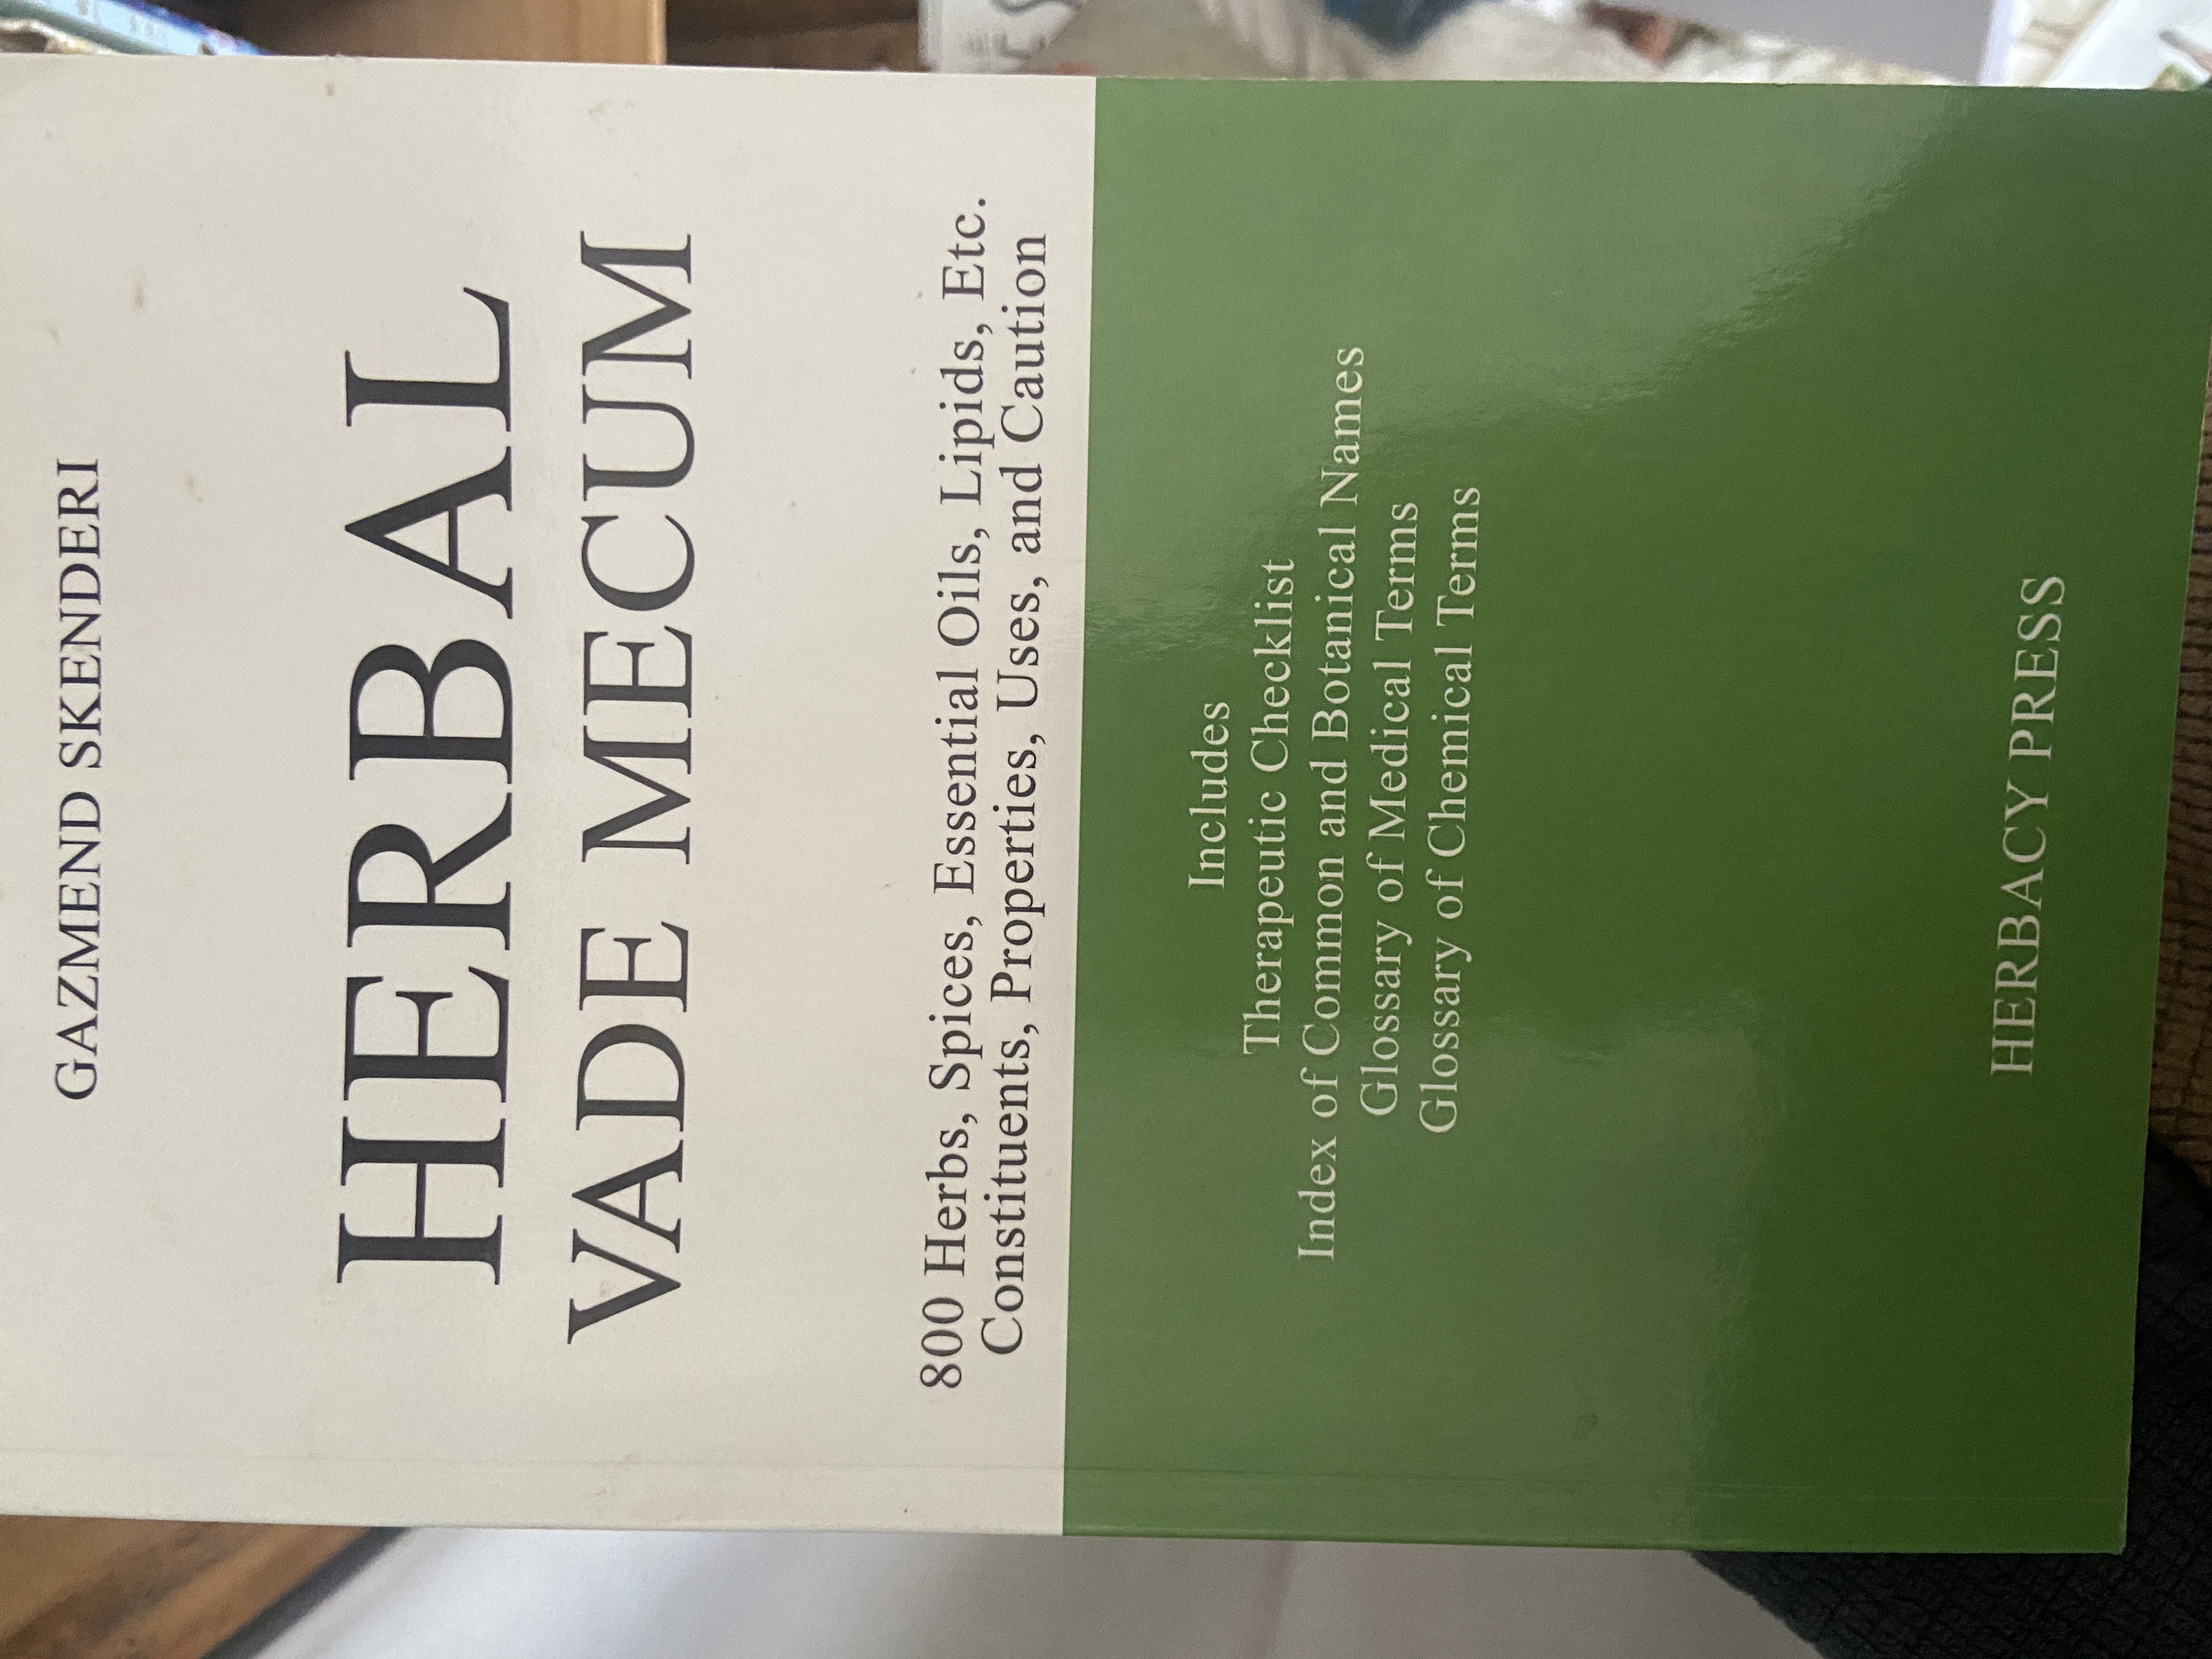 GAZMEND SKENDERI
HERBAL
VADE MECUM
800 Herbs, Spices, Essential Oils, Lipids, Etc.
Constituents, Properties, Uses, and Caution
Includes
Therapeutic Checklist
Index of Common and Botanical Names
Glossary of Medical Terms
Glossary of Chemical Terms
HERBACY PRESS